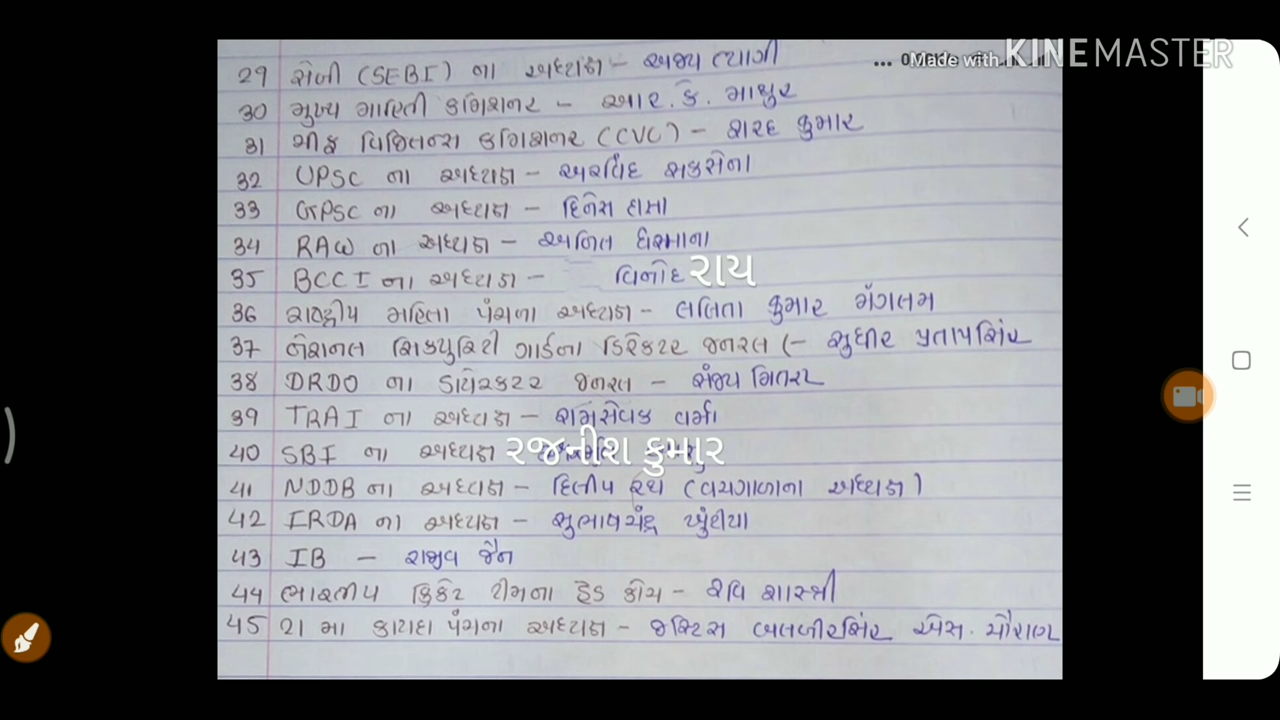 Made with KINEMASTER
29 સેબી (SEBI) ના અધ્યક્ષ - અજય ત્યાગી
30 મુખ્ય માહિતી કમિશનર - આર. કે. માથુર
31 ચીફ વિજિલન્સ કમિશનર (CVC) - શરદ કુમાર
32 UPSC ના અધ્યક્ષ - અરવિંદ સકસેના
33 GPSC ના અધ્યક્ષ - દિનેસ દાસા
34 RAW ના અધ્યક્ષ - અનિલ ધસ્માના
35 BCCI ના અધ્યક્ષ - વિનોદ રાય
36 રાષ્ટ્રીય મહિલા પંચના અધ્યક્ષ - લલિતા કુમાર મંગલમ
37 નેશનલ સિક્યુરિટી ગાર્ડના ડિરેકટર જનરલ (- સુધીર પ્રતાપસિંહ
38 DRDO ના ડાયરેકટર જનરલ - સંજય મિતરા
39 TRAI ના અધ્યક્ષ - રામસેવક વર્મા
40 SBI ના અધ્યક્ષ રજનીશ કુમાર
41 NDDB ના અધ્યક્ષ - દિલીપ રથ (વચગાળાના અધ્યક્ષ)
42 IRDA ના અધ્યક્ષ - સુભાષચંદ્ર ખુંટીયા
43 IB - રાજીવ જૈન
44 ભારતીય ક્રિકેટ ટીમના હેડ કોચ - રવિ શાસ્ત્રી
45 21 મા કાયદા પંચના અધ્યક્ષ - જસ્ટિસ બલબીરસિંહ એસ. ચૌહાણ